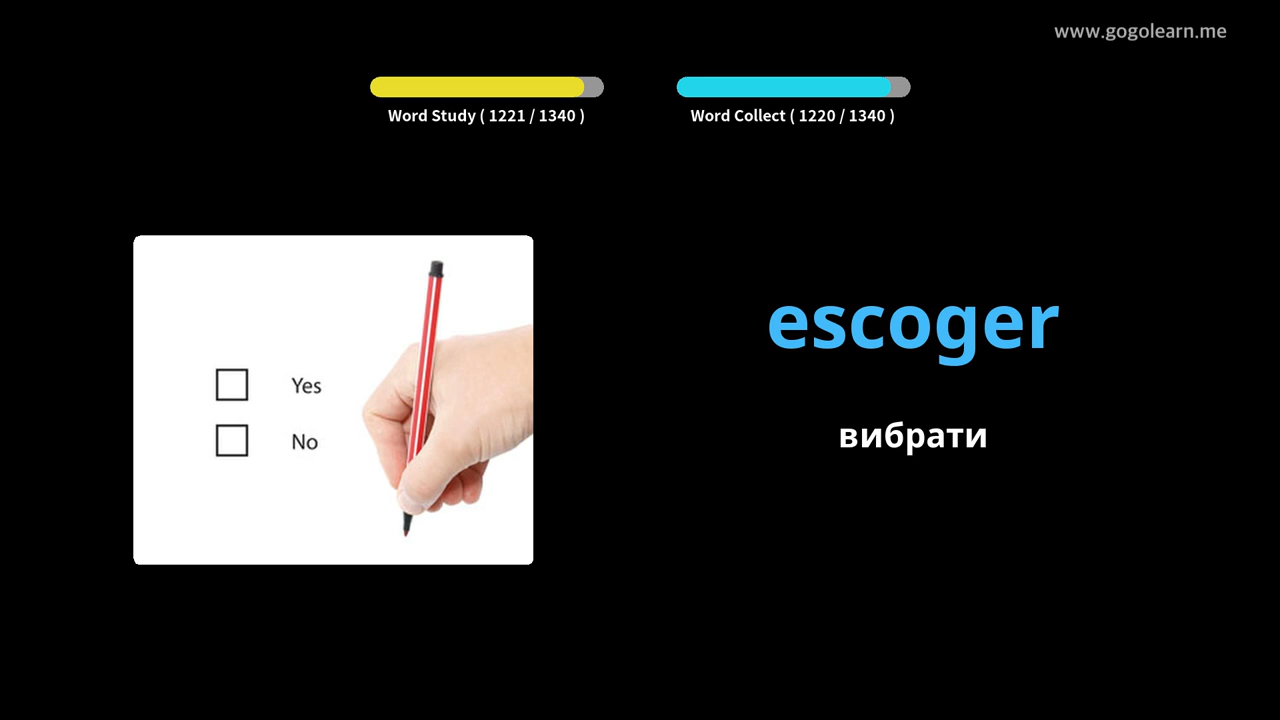 www.gogolearn.me
Word Study ( 1221 / 1340 )
Word Collect ( 1220 / 1340 )
Yes
No
escoger
вибрати